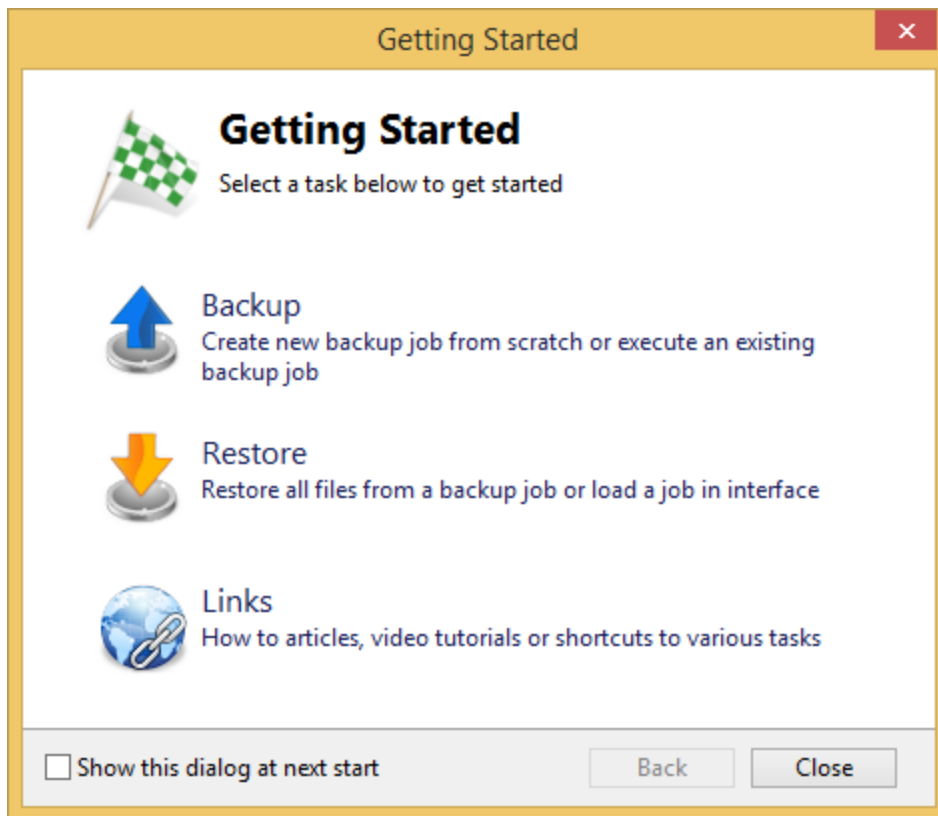 Getting Started
Getting Started
Select a task below to get started
Backup
Create new backup job from scratch or execute an existing
backup job
Restore
Restore all files from a backup job or load a job in interface
Links
How to articles, video tutorials or shortcuts to various tasks
Show this dialog at next start
Back
Close